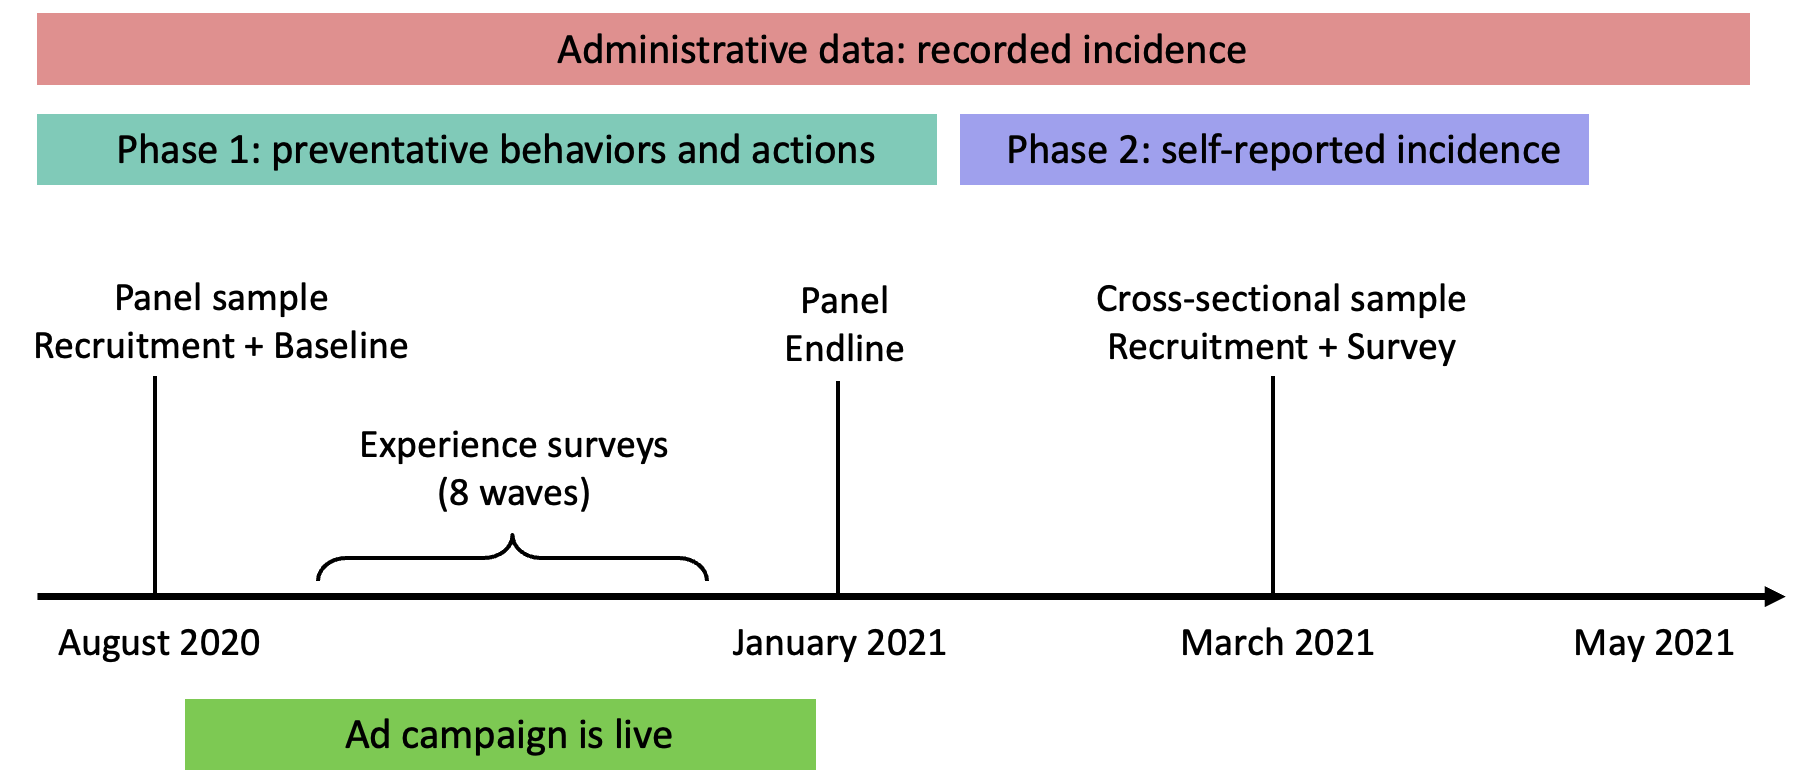 Administrative data: recorded incidence
Phase 1: preventative behaviors and actions
Phase 2: self-reported incidence
Panel sample
Recruitment + Baseline
Panel
Endline
Cross-sectional sample
Recruitment + Survey
Experience surveys
(8 waves)
August 2020
January 2021
March 2021
May 2021
Ad campaign is live